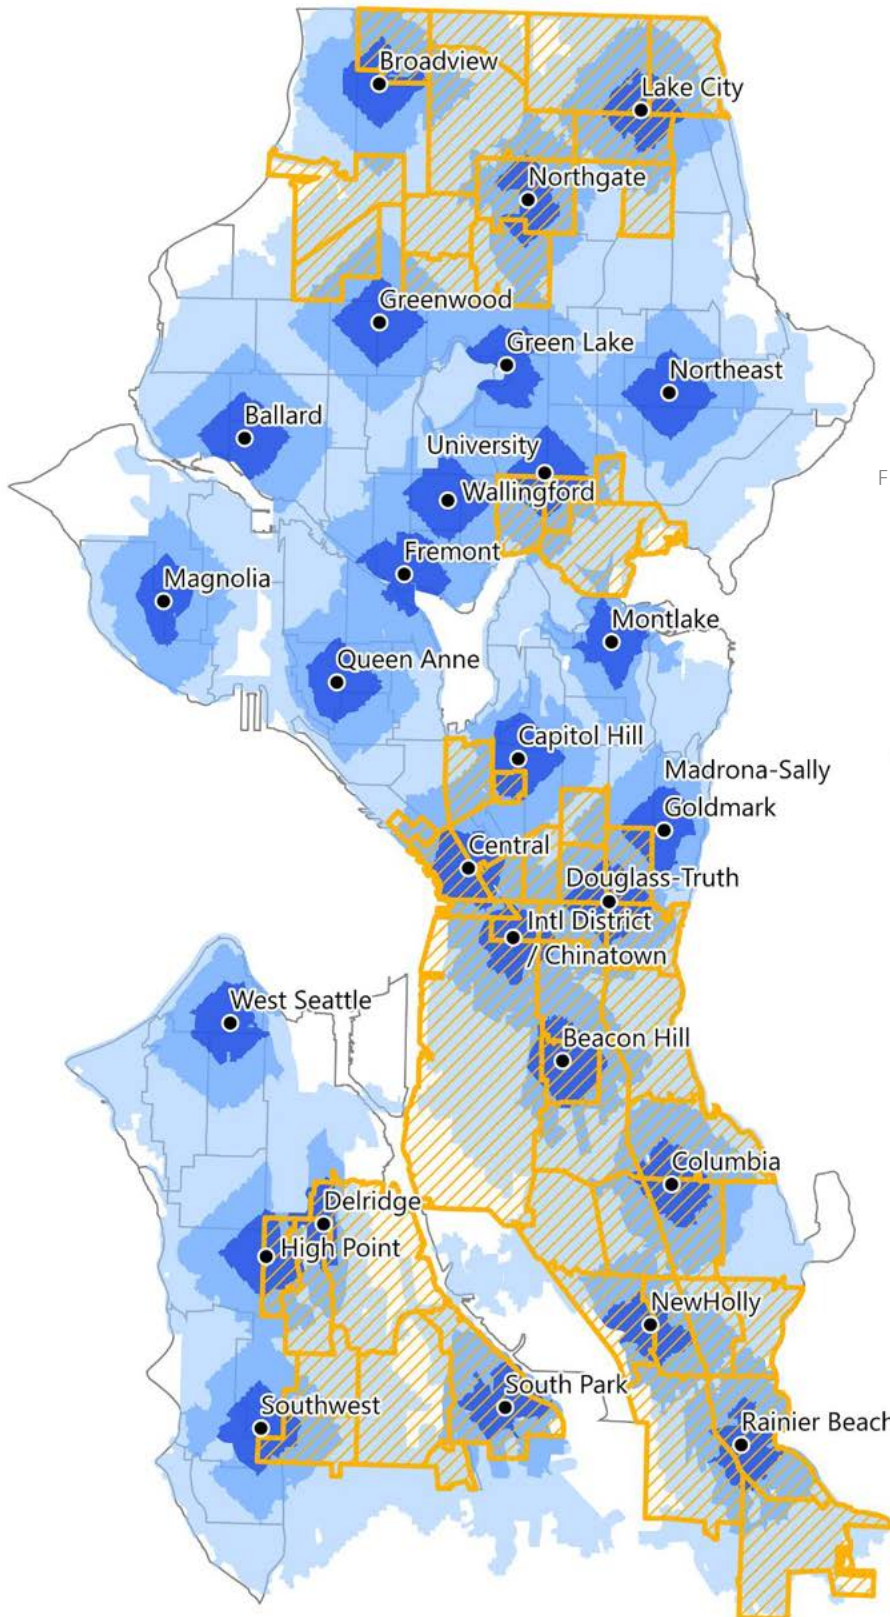 Broadview
Lake City
Northgate
Greenwood
Green Lake
Northeast
Ballard
University
Wallingford
F
Fremont
Magnolia
Montlake
Queen Anne
Capitol Hill
Madrona-Sally
Goldmark
Central
Douglass-Truth
Intl District
/ Chinatown
West Seattle
Beacon Hill
Columbia
Delridge
High Point
NewHolly
South Park
Southwest
Rainier Beach